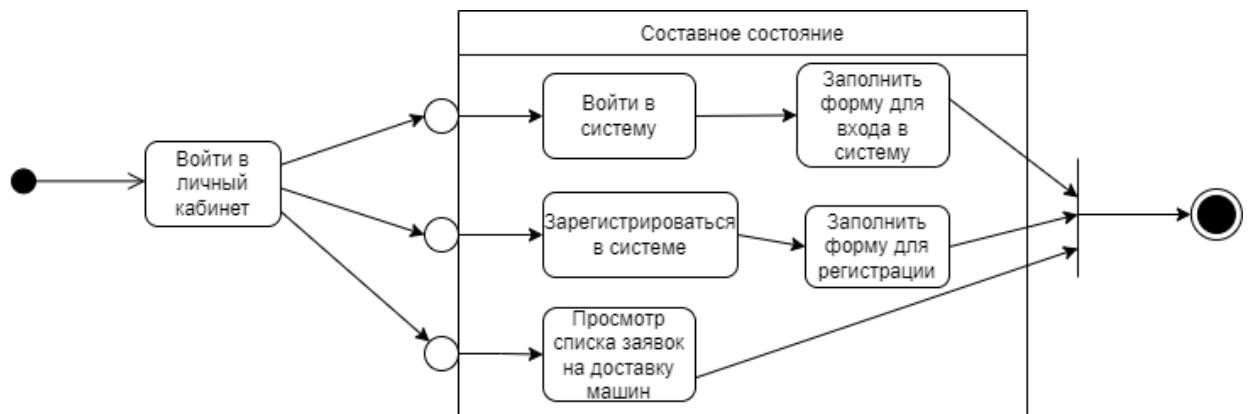 Составное состояние
Войти в
личный
кабинет
Войти в
систему
Заполнить
форму для
входа в
систему
Зарегистрироваться
в системе
Заполнить
форму для
регистрации
Просмотр
списка заявок
на доставку
машин